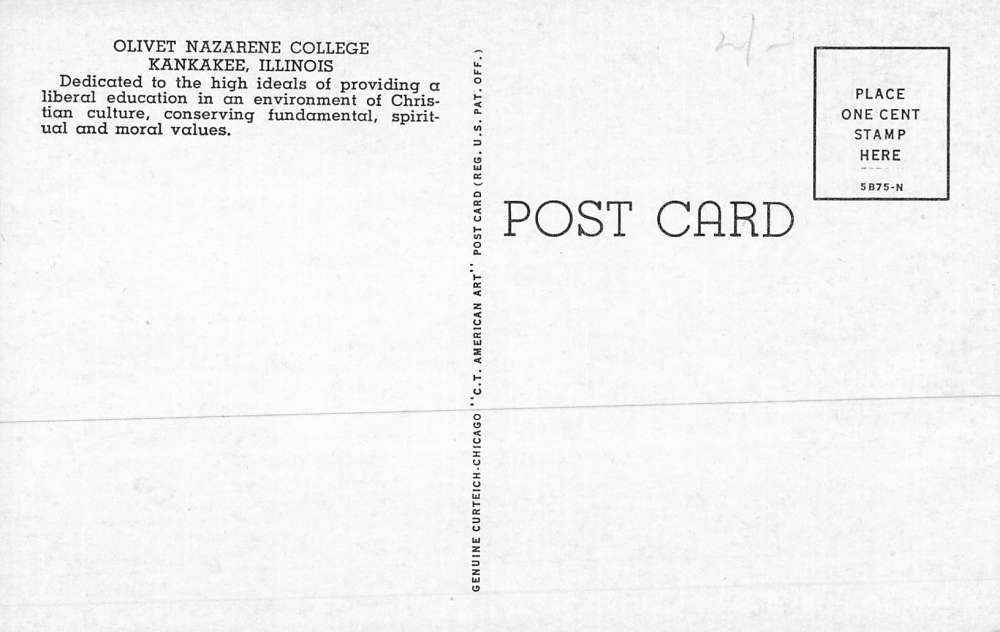 OLIVET NAZARENE COLLEGE
KANKAKEE, ILLINOIS
Dedicated to the high ideals of providing a
liberal education in an environment of Chris-
tian culture, conserving fundamental, spirit-
ual and moral values.
GENUINE CURTEICH-CHICAGO "C.T. AMERICAN ART" POST CARD (REG. U.S. PAT. OFF.)
POST CARD
PLACE
ONE CENT
STAMP
HERE
5B75-N